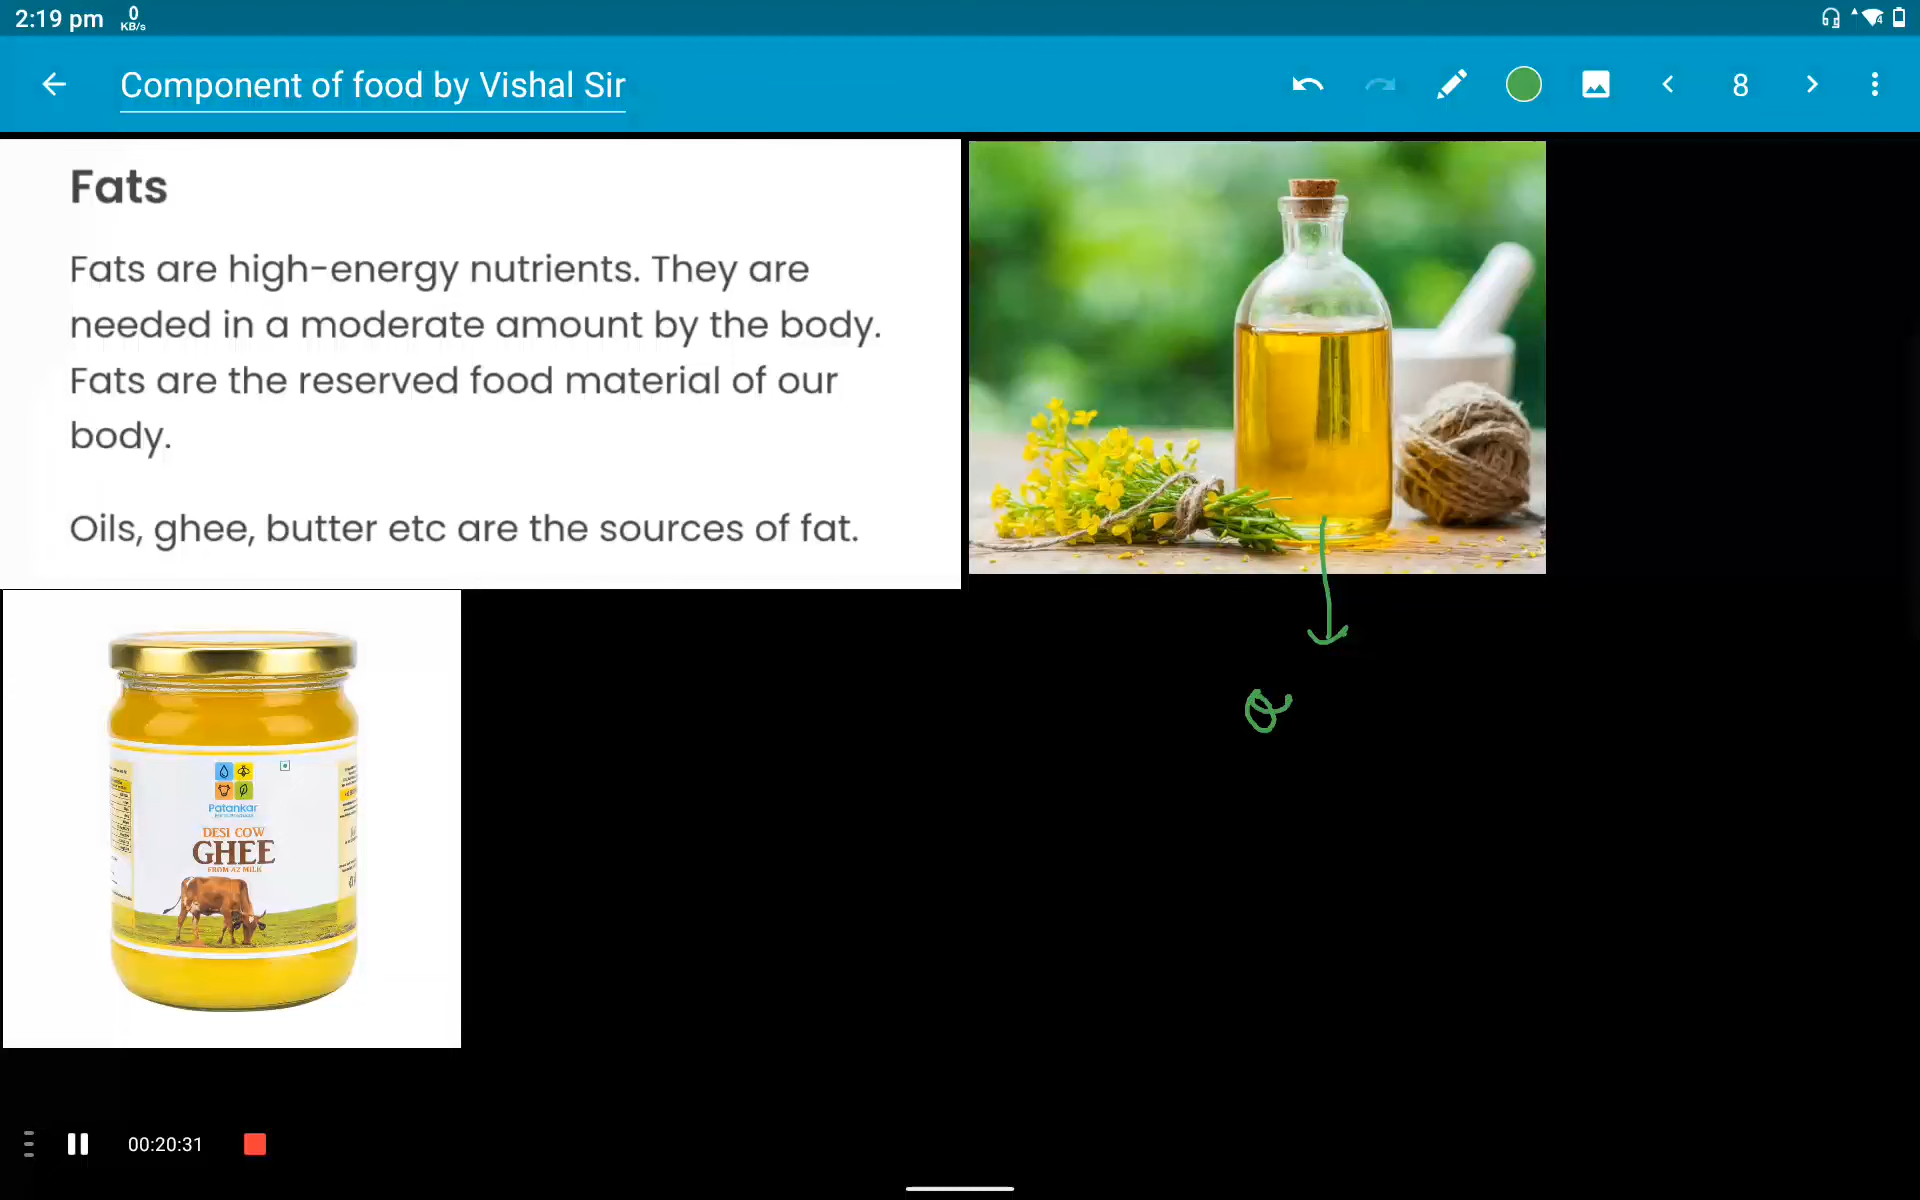 2:19 pm 0 KB/s
Component of food by Vishal Sir
8
Fats
Fats are high-energy nutrients. They are
needed in a moderate amount by the body.
Fats are the reserved food material of our
body.
Oils, ghee, butter etc are the sources of fat.
Patankar
DESI COW
GHEE
FROM A2 MILK
00:20:31